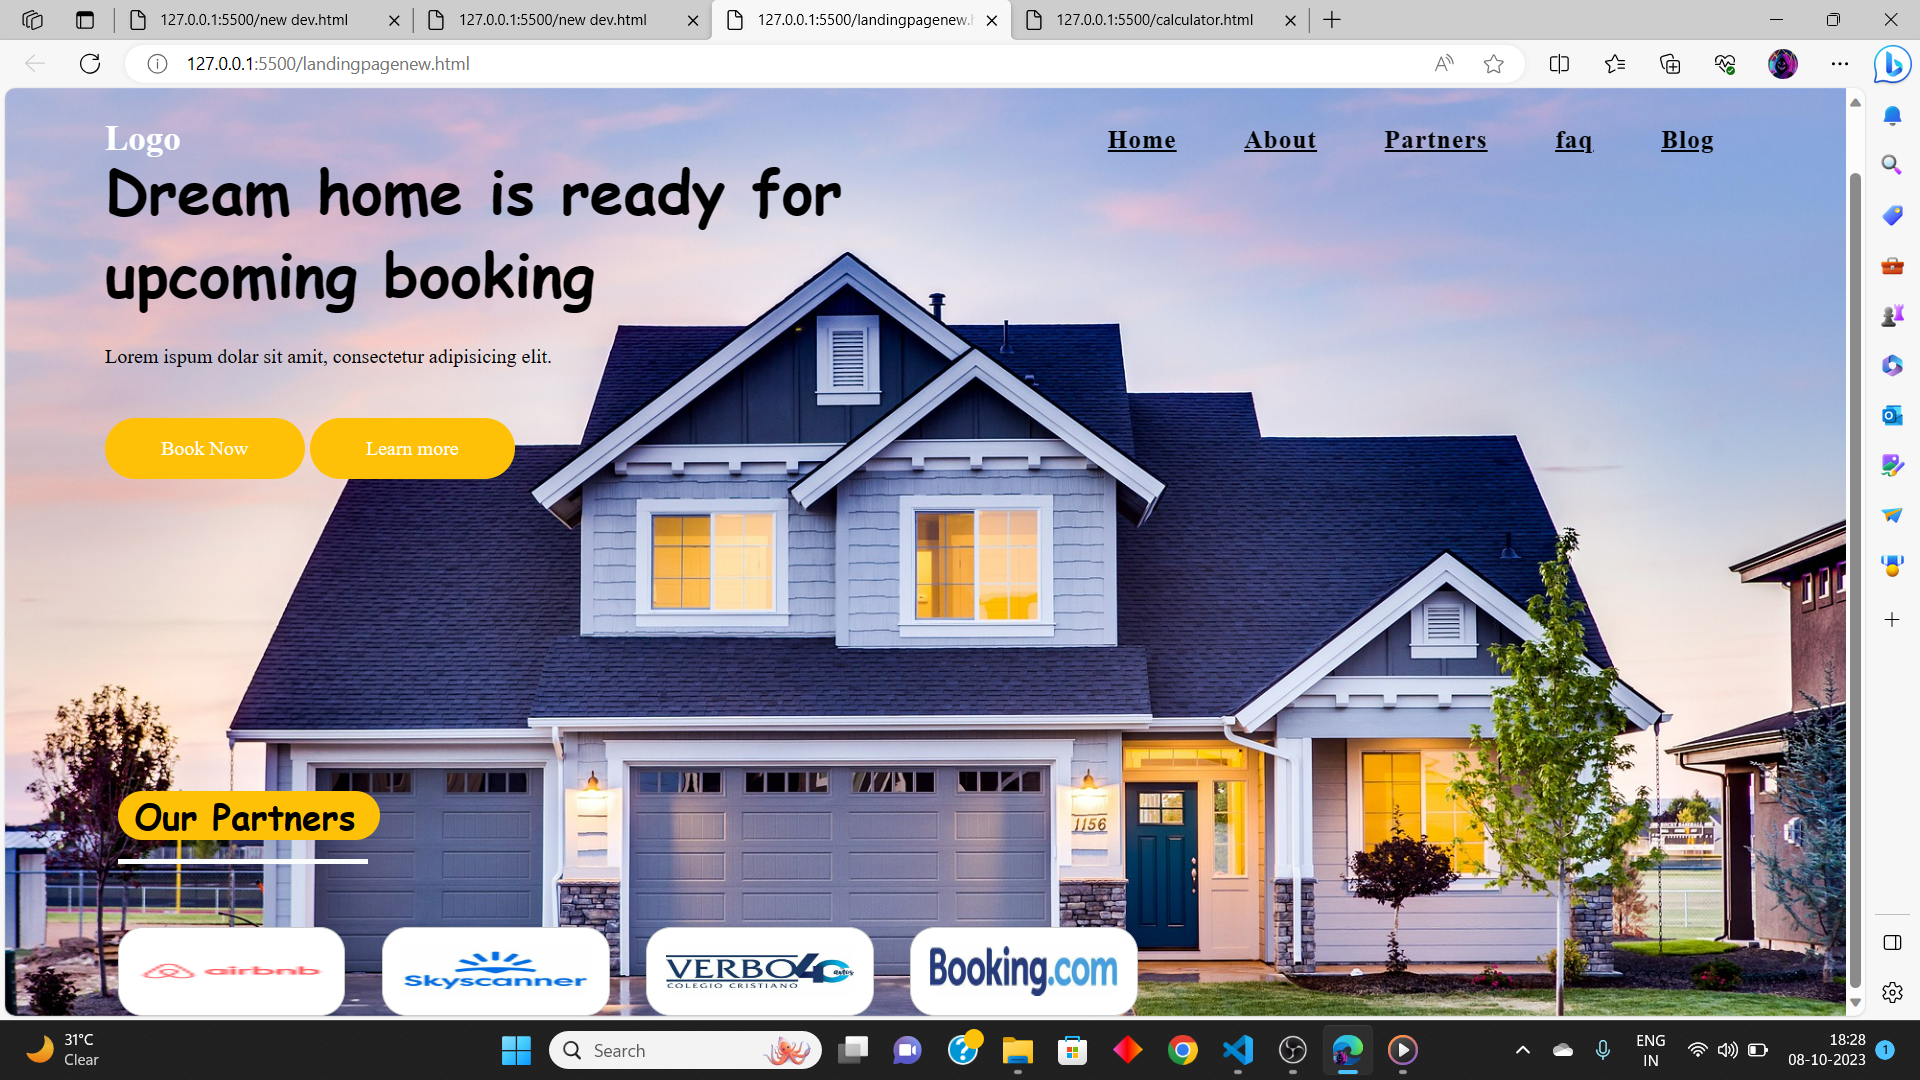 127.0.0.1:5500/new dev.html
127.0.0.1:5500/new dev.html
127.0.0.1:5500/landingpagenew.h
127.0.0.1:5500/calculator.html
127.0.0.1:5500/landingpagenew.html
Logo
Home About Partners faq Blog
Dream home is ready for
upcoming booking
Lorem ispum dolar sit amit, consectetur adipisicing elit.
Book Now Learn more
1156
Our Partners
airbnb
Skyscanner
VERBO 40 años
COLEGIO CRISTIANO
Booking.com
31°C
Clear
Search
ENG
IN
18:28
08-10-2023
1